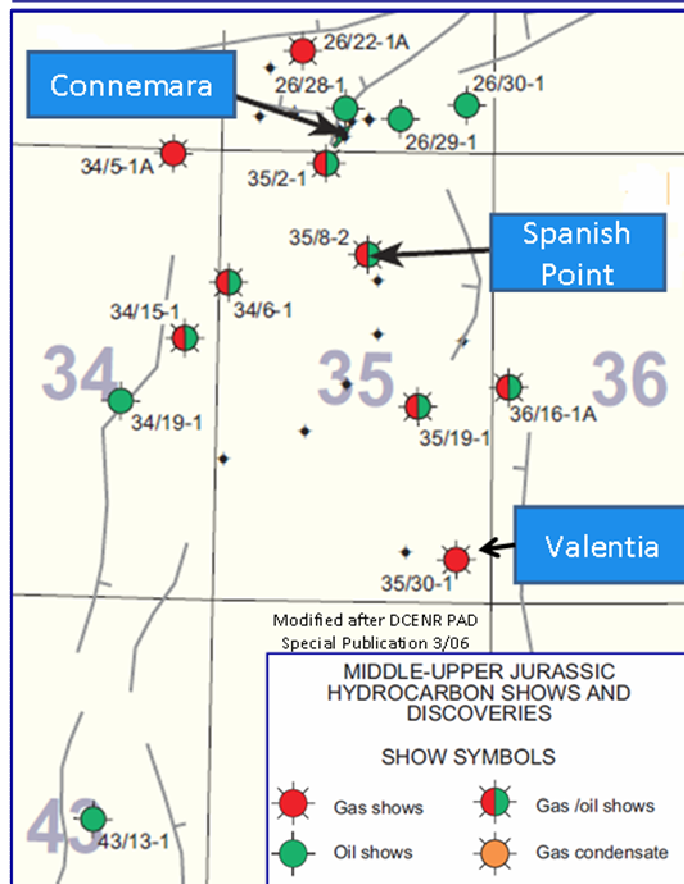 26/22-1A
Connemara
26/28-1
26/30-1
26/29-1
34/5-1A
35/2-1
35/8-2
Spanish
Point
34/6-1
34/15-1
34
35
36
34/19-1
35/19-1
36/16-1A
Valentia
35/30-1
Modified after DCENR PAD
Special Publication 3/06
MIDDLE-UPPER JURASSIC
HYDROCARBON SHOWS AND
DISCOVERIES
SHOW SYMBOLS
Gas shows
Gas /oil shows
Oil shows
Gas condensate
43
43/13-1